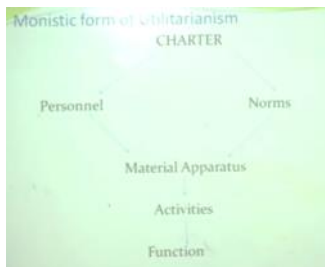 Monistic form of Utilitarianism
CHARTER
Personnel Norms
Material Apparatus
Activities
Function